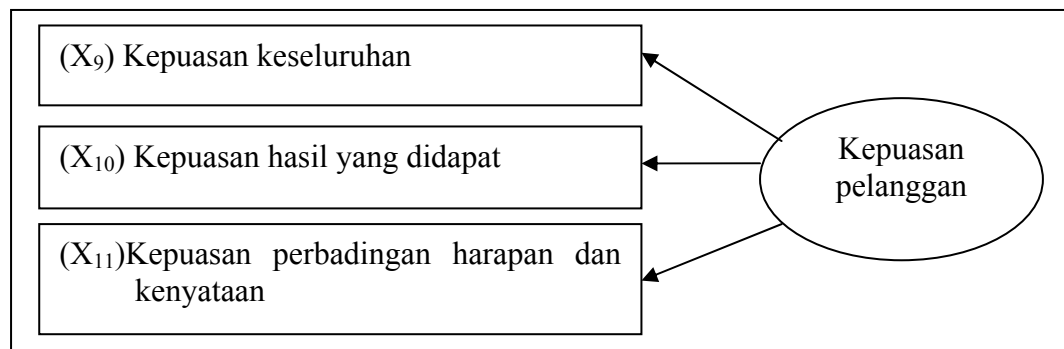 (X₉) Kepuasan keseluruhan
(X₁₀) Kepuasan hasil yang didapat
(X₁₁)Kepuasan perbadingan harapan dan
kenyataan
Kepuasan
pelanggan